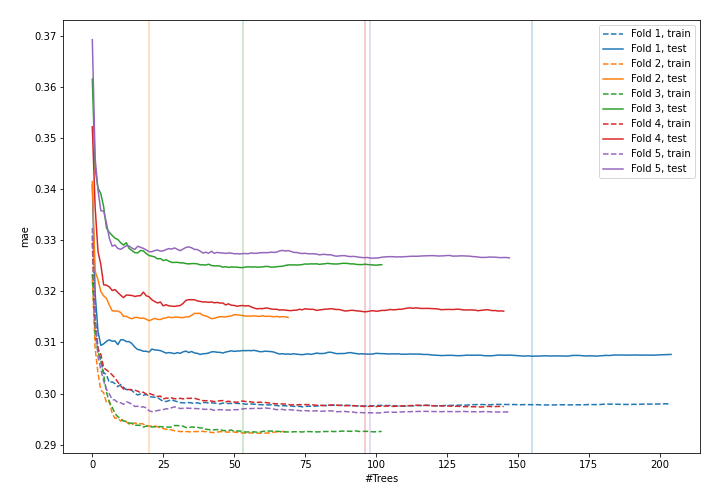 0.37
0.36
0.35
0.34
0.33
0.32
0.31
0.30
0.29
mae
0 25 50 75 100 125 150 175 200
#Trees
Fold 1, train
Fold 1, test
Fold 2, train
Fold 2, test
Fold 3, train
Fold 3, test
Fold 4, train
Fold 4, test
Fold 5, train
Fold 5, test